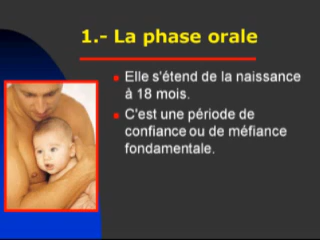 1.- La phase orale
Elle s'étend de la naissance
à 18 mois.
C'est une période de
confiance ou de méfiance
fondamentale.